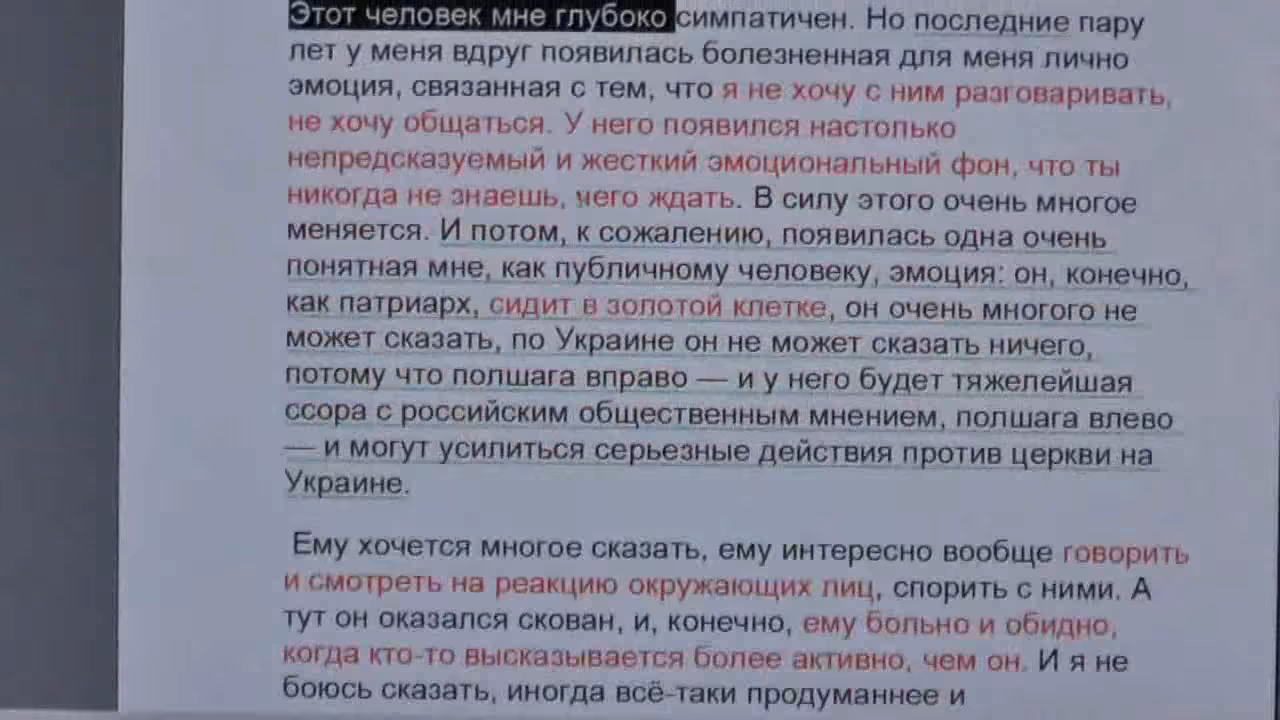 Этот человек мне глубоко симпатичен. Но последние пару
лет у меня вдруг появилась болезненная для меня лично
эмоция, связанная с тем, что я не хочу с ним разговаривать,
не хочу общаться. У него появился настолько
непредсказуемый и жесткий эмоциональный фон, что ты
никогда не знаешь, чего ждать. В силу этого очень многое
меняется. И потом, к сожалению, появилась одна очень
понятная мне, как публичному человеку, эмоция: он, конечно,
как патриарх, сидит в золотой клетке, он очень многого не
может сказать, по Украине он не может сказать ничего,
потому что полшага вправо — и у него будет тяжелейшая
ссора с российским общественным мнением, полшага влево
— и могут усилиться серьезные действия против церкви на
Украине.
Ему хочется многое сказать, ему интересно вообще говорить
и смотреть на реакцию окружающих лиц, спорить с ними. А
тут он оказался скован, и, конечно, ему больно и обидно,
когда кто-то высказывается более активно, чем он. И я не
боюсь сказать, иногда всё-таки продуманнее и